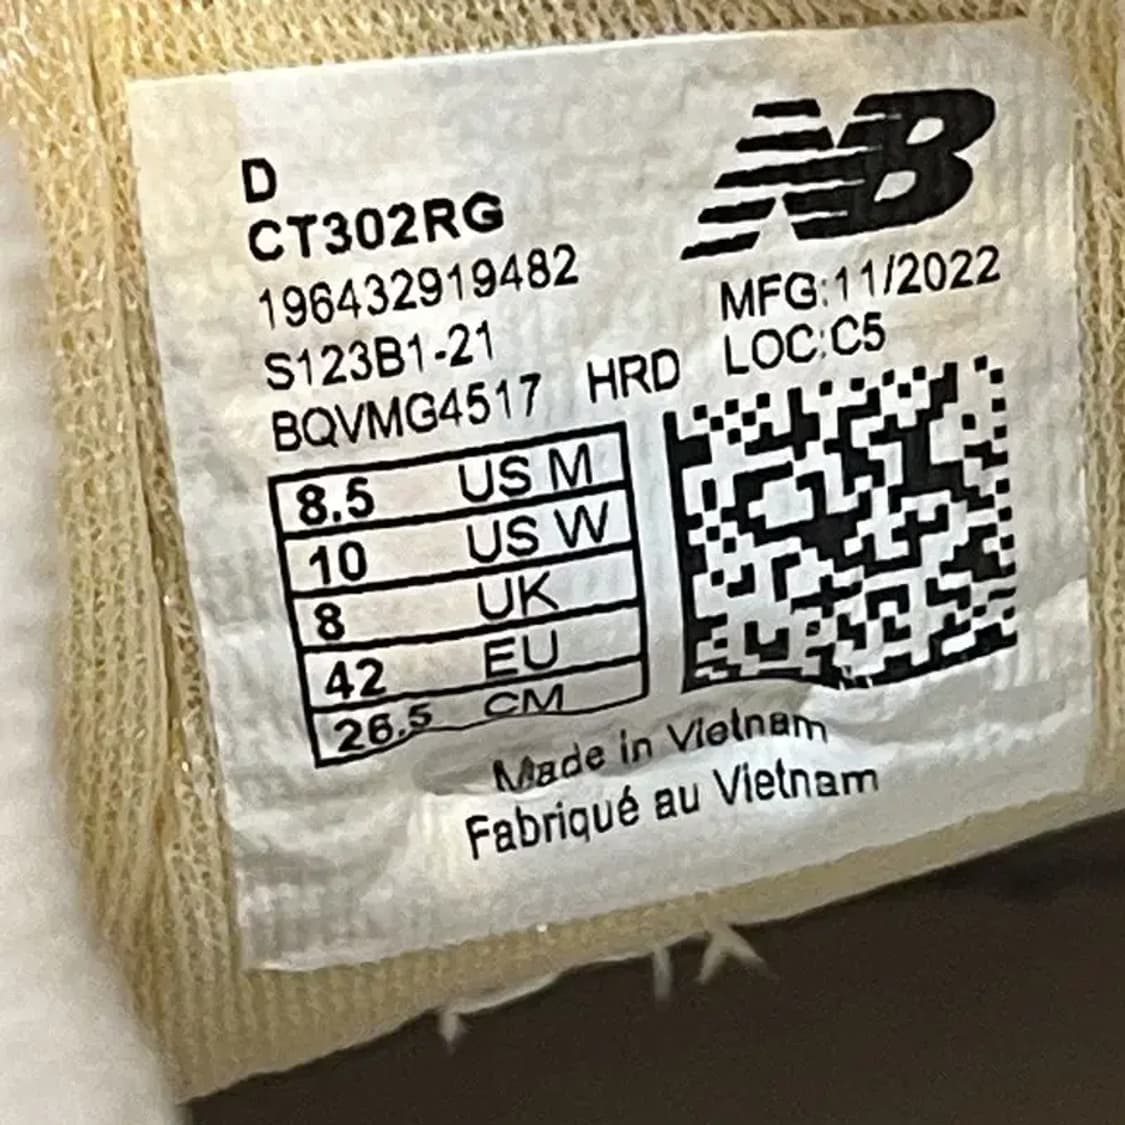 D
CT302RG
196432919482
S123B1-21
BQVMG4517 HRD
NB
MFG:11/2022
LOC:C5
8.5 US M
10 US W
8 UK
42 EU
26.5 CM
Made in Vietnam
Fabriqué au Vietnam